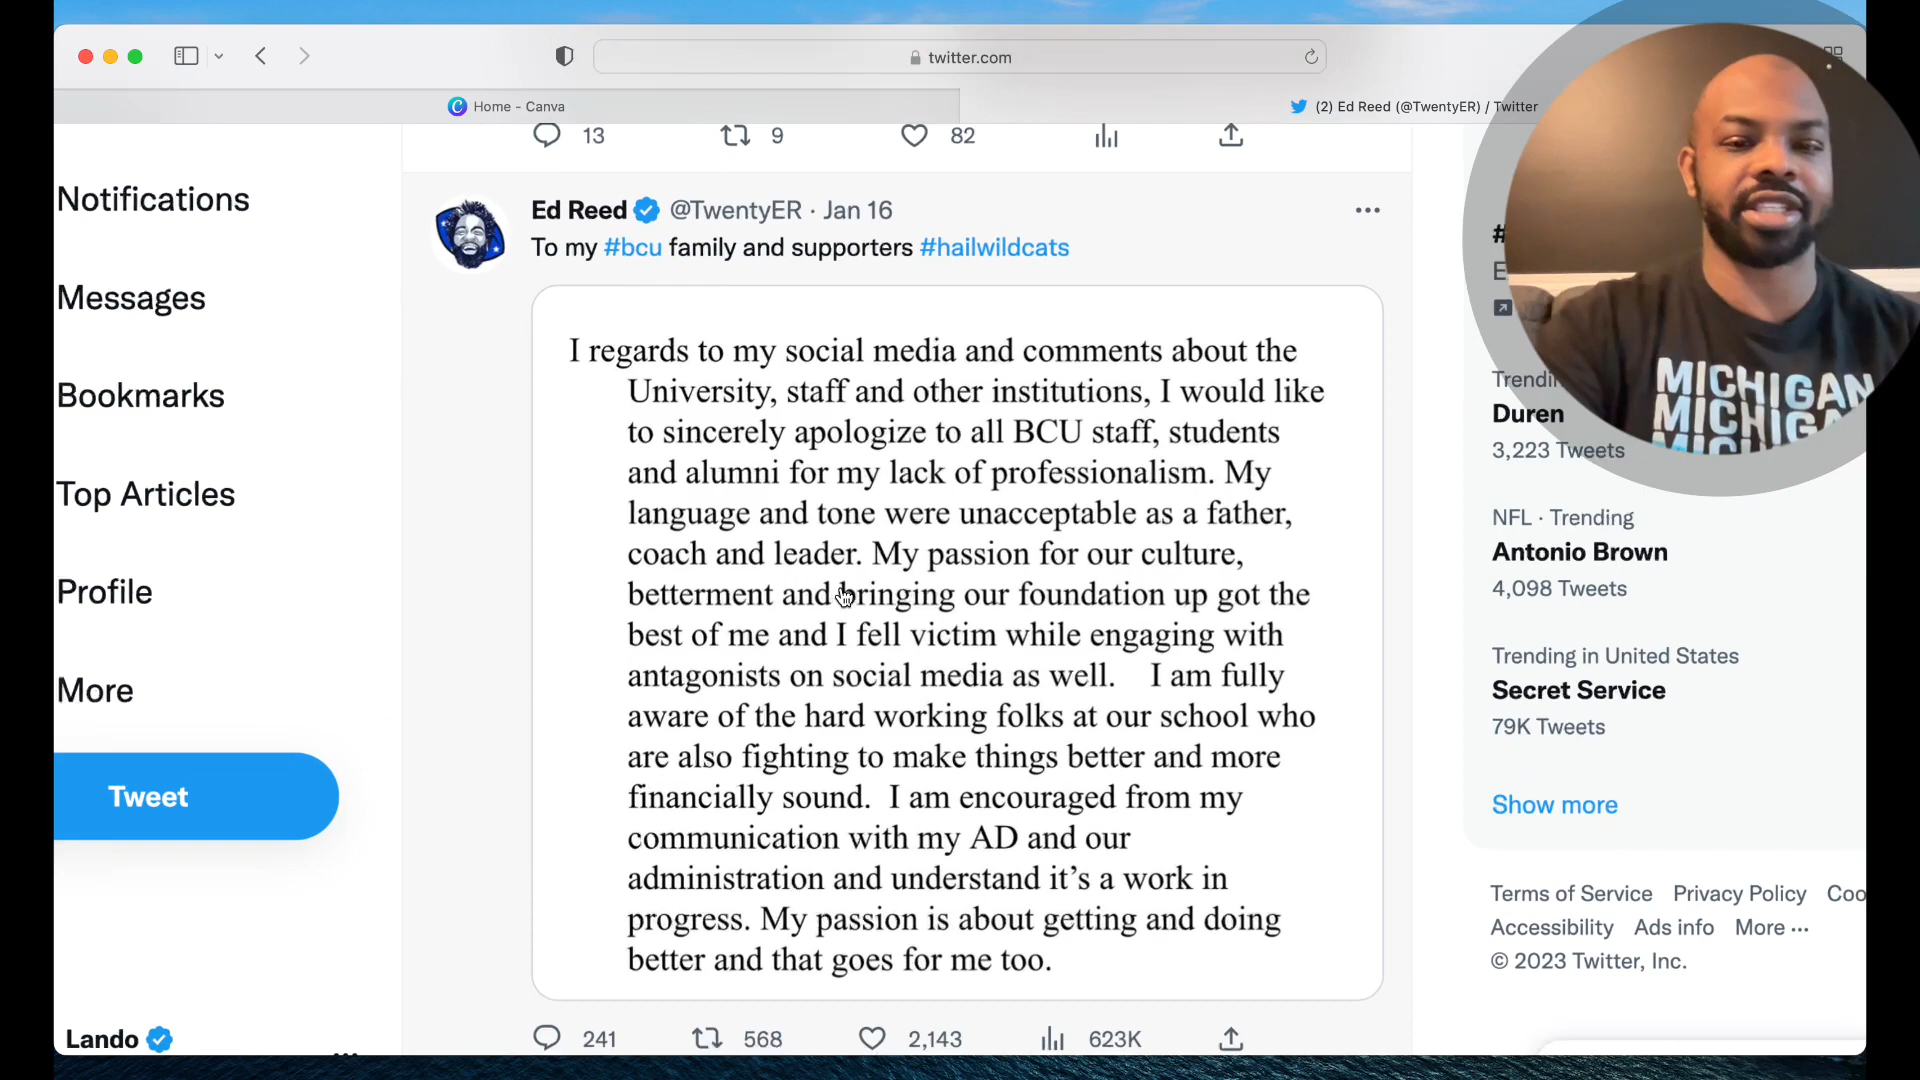 twitter.com
Home - Canva
(2) Ed Reed (@TwentyER) / Twitter
13
9
82
Notifications
Messages
Bookmarks
Top Articles
Profile
More
Tweet
Lando
Ed Reed @TwentyER · Jan 16
To my #bcu family and supporters #hailwildcats
I regards to my social media and comments about the
University, staff and other institutions, I would like
to sincerely apologize to all BCU staff, students
and alumni for my lack of professionalism. My
language and tone were unacceptable as a father,
coach and leader. My passion for our culture,
betterment and bringing our foundation up got the
best of me and I fell victim while engaging with
antagonists on social media as well. I am fully
aware of the hard working folks at our school who
are also fighting to make things better and more
financially sound. I am encouraged from my
communication with my AD and our
administration and understand it’s a work in
progress. My passion is about getting and doing
better and that goes for me too.
241
568
2,143
623K
MICHIGAN
MICHIGAN
Duren
3,223 Tweets
NFL · Trending
Antonio Brown
4,098 Tweets
Trending in United States
Secret Service
79K Tweets
Show more
Terms of Service Privacy Policy
Accessibility Ads info More ···
© 2023 Twitter, Inc.